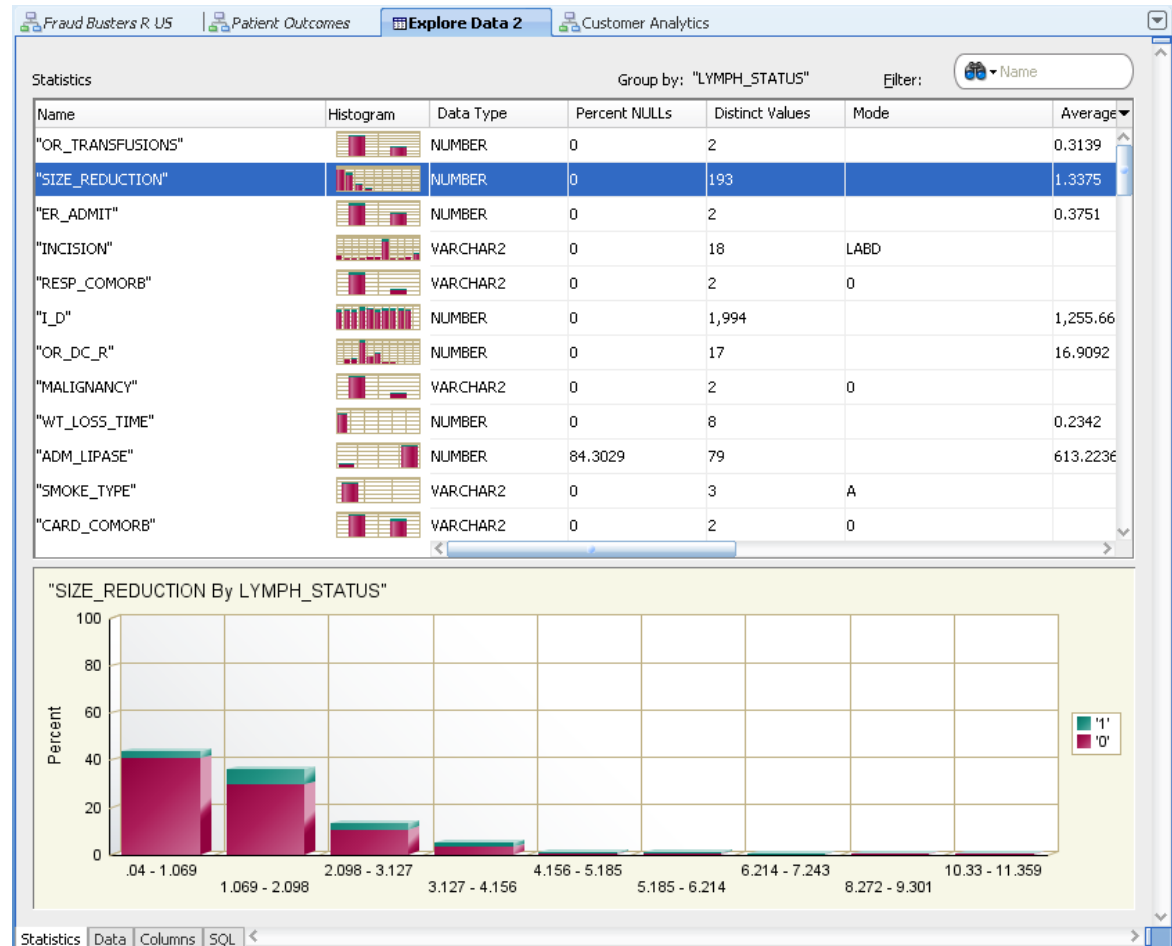 Fraud Busters R US Patient Outcomes Explore Data 2 Customer Analytics
Statistics Group by: "LYMPH_STATUS" Filter: Name
Name Histogram Data Type Percent NULLs Distinct Values Mode Average
"OR_TRANSFUSIONS" NUMBER 0 2 0.3139
"SIZE_REDUCTION" NUMBER 0 193 1.3375
"ER_ADMIT" NUMBER 0 2 0.3751
"INCISION" VARCHAR2 0 18 LABD
"RESP_COMORB" VARCHAR2 0 2 0
"I_D" NUMBER 0 1,994 1,255.66
"OR_DC_R" NUMBER 0 17 16.9092
"MALIGNANCY" VARCHAR2 0 2 0
"WT_LOSS_TIME" NUMBER 0 8 0.2342
"ADM_LIPASE" NUMBER 84.3029 79 613.2236
"SMOKE_TYPE" VARCHAR2 0 3 A
"CARD_COMORB" VARCHAR2 0 2 0
"SIZE_REDUCTION By LYMPH_STATUS"
100
80
60
40
20
0
Percent
'1'
'0'
.04 - 1.069 2.098 - 3.127 4.156 - 5.185 6.214 - 7.243 10.33 - 11.359
1.069 - 2.098 3.127 - 4.156 5.185 - 6.214 8.272 - 9.301
Statistics Data Columns SQL